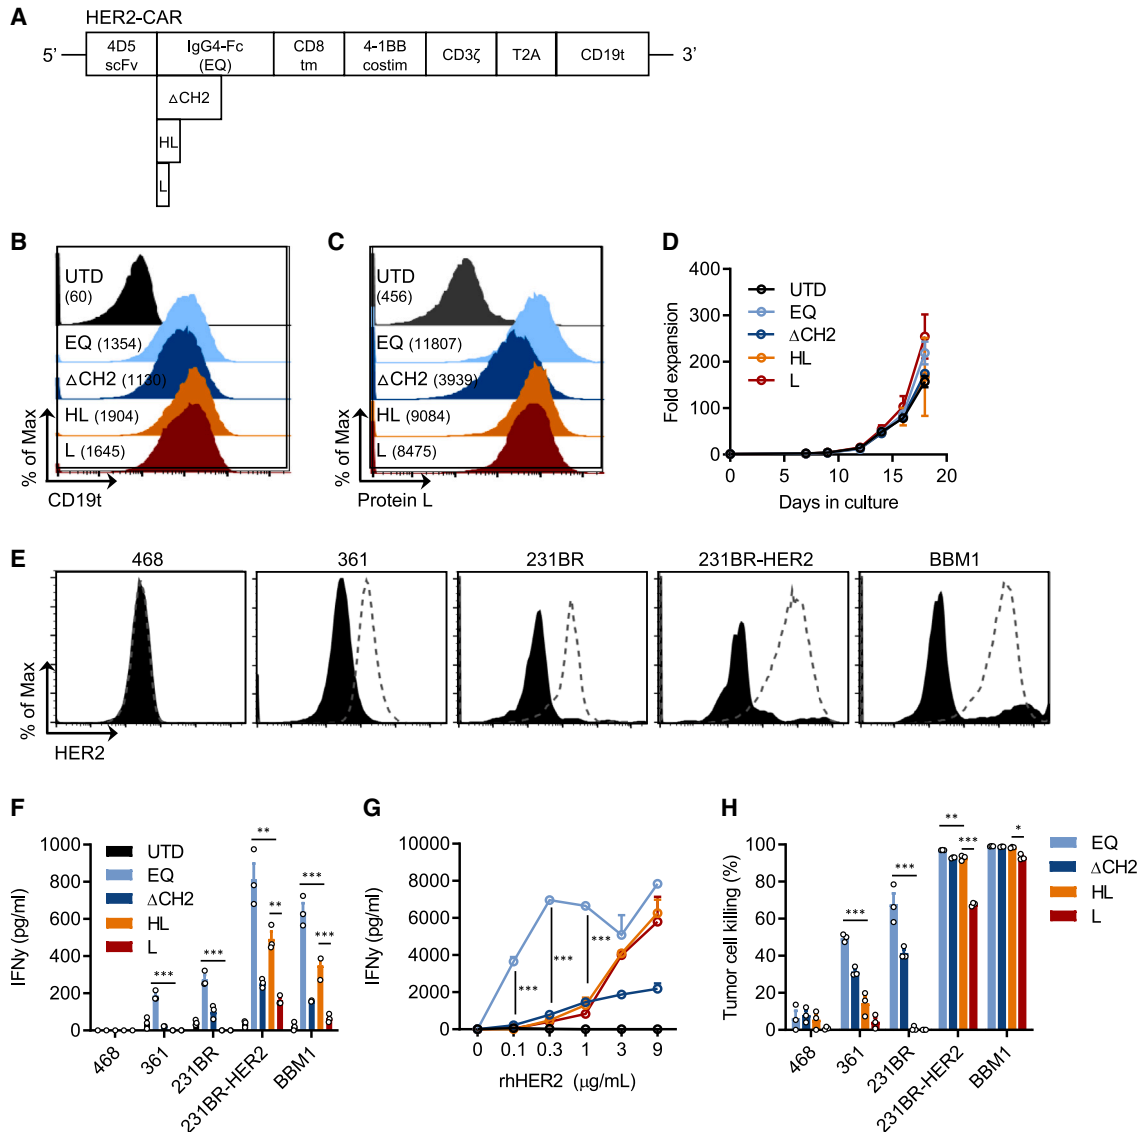 A
HER2-CAR
5’
4D5
scFv
IgG4-Fc
(EQ)
CD8
tm
4-1BB
costim
CD3ζ
T2A
CD19t
3’
△CH2
HL
L
B
UTD
(60)
EQ (1354)
△CH2 (1130)
HL (1904)
L (1645)
% of Max
CD19t
C
UTD
(456)
EQ (11807)
△CH2 (3939)
HL (9084)
L (8475)
% of Max
Protein L
D
400
300
200
100
0
Fold expansion
UTD
EQ
△CH2
HL
L
0 5 10 15 20
Days in culture
E
468
361
231BR
231BR-HER2
BBM1
% of Max
HER2
F
1000
800
600
400
200
0
IFNγ (pg/ml)
UTD
EQ
△CH2
HL
L
***
***
**
**
***
***
468
361
231BR
231BR-HER2
BBM1
G
10000
8000
6000
4000
2000
0
IFNγ (pg/ml)
***
***
***
0 0.1 0.3 1 3 9
rhHER2 (μg/mL)
H
100
80
60
40
20
0
Tumor cell killing (%)
***
***
**
***
*
EQ
△CH2
HL
L
468
361
231BR
231BR-HER2
BBM1